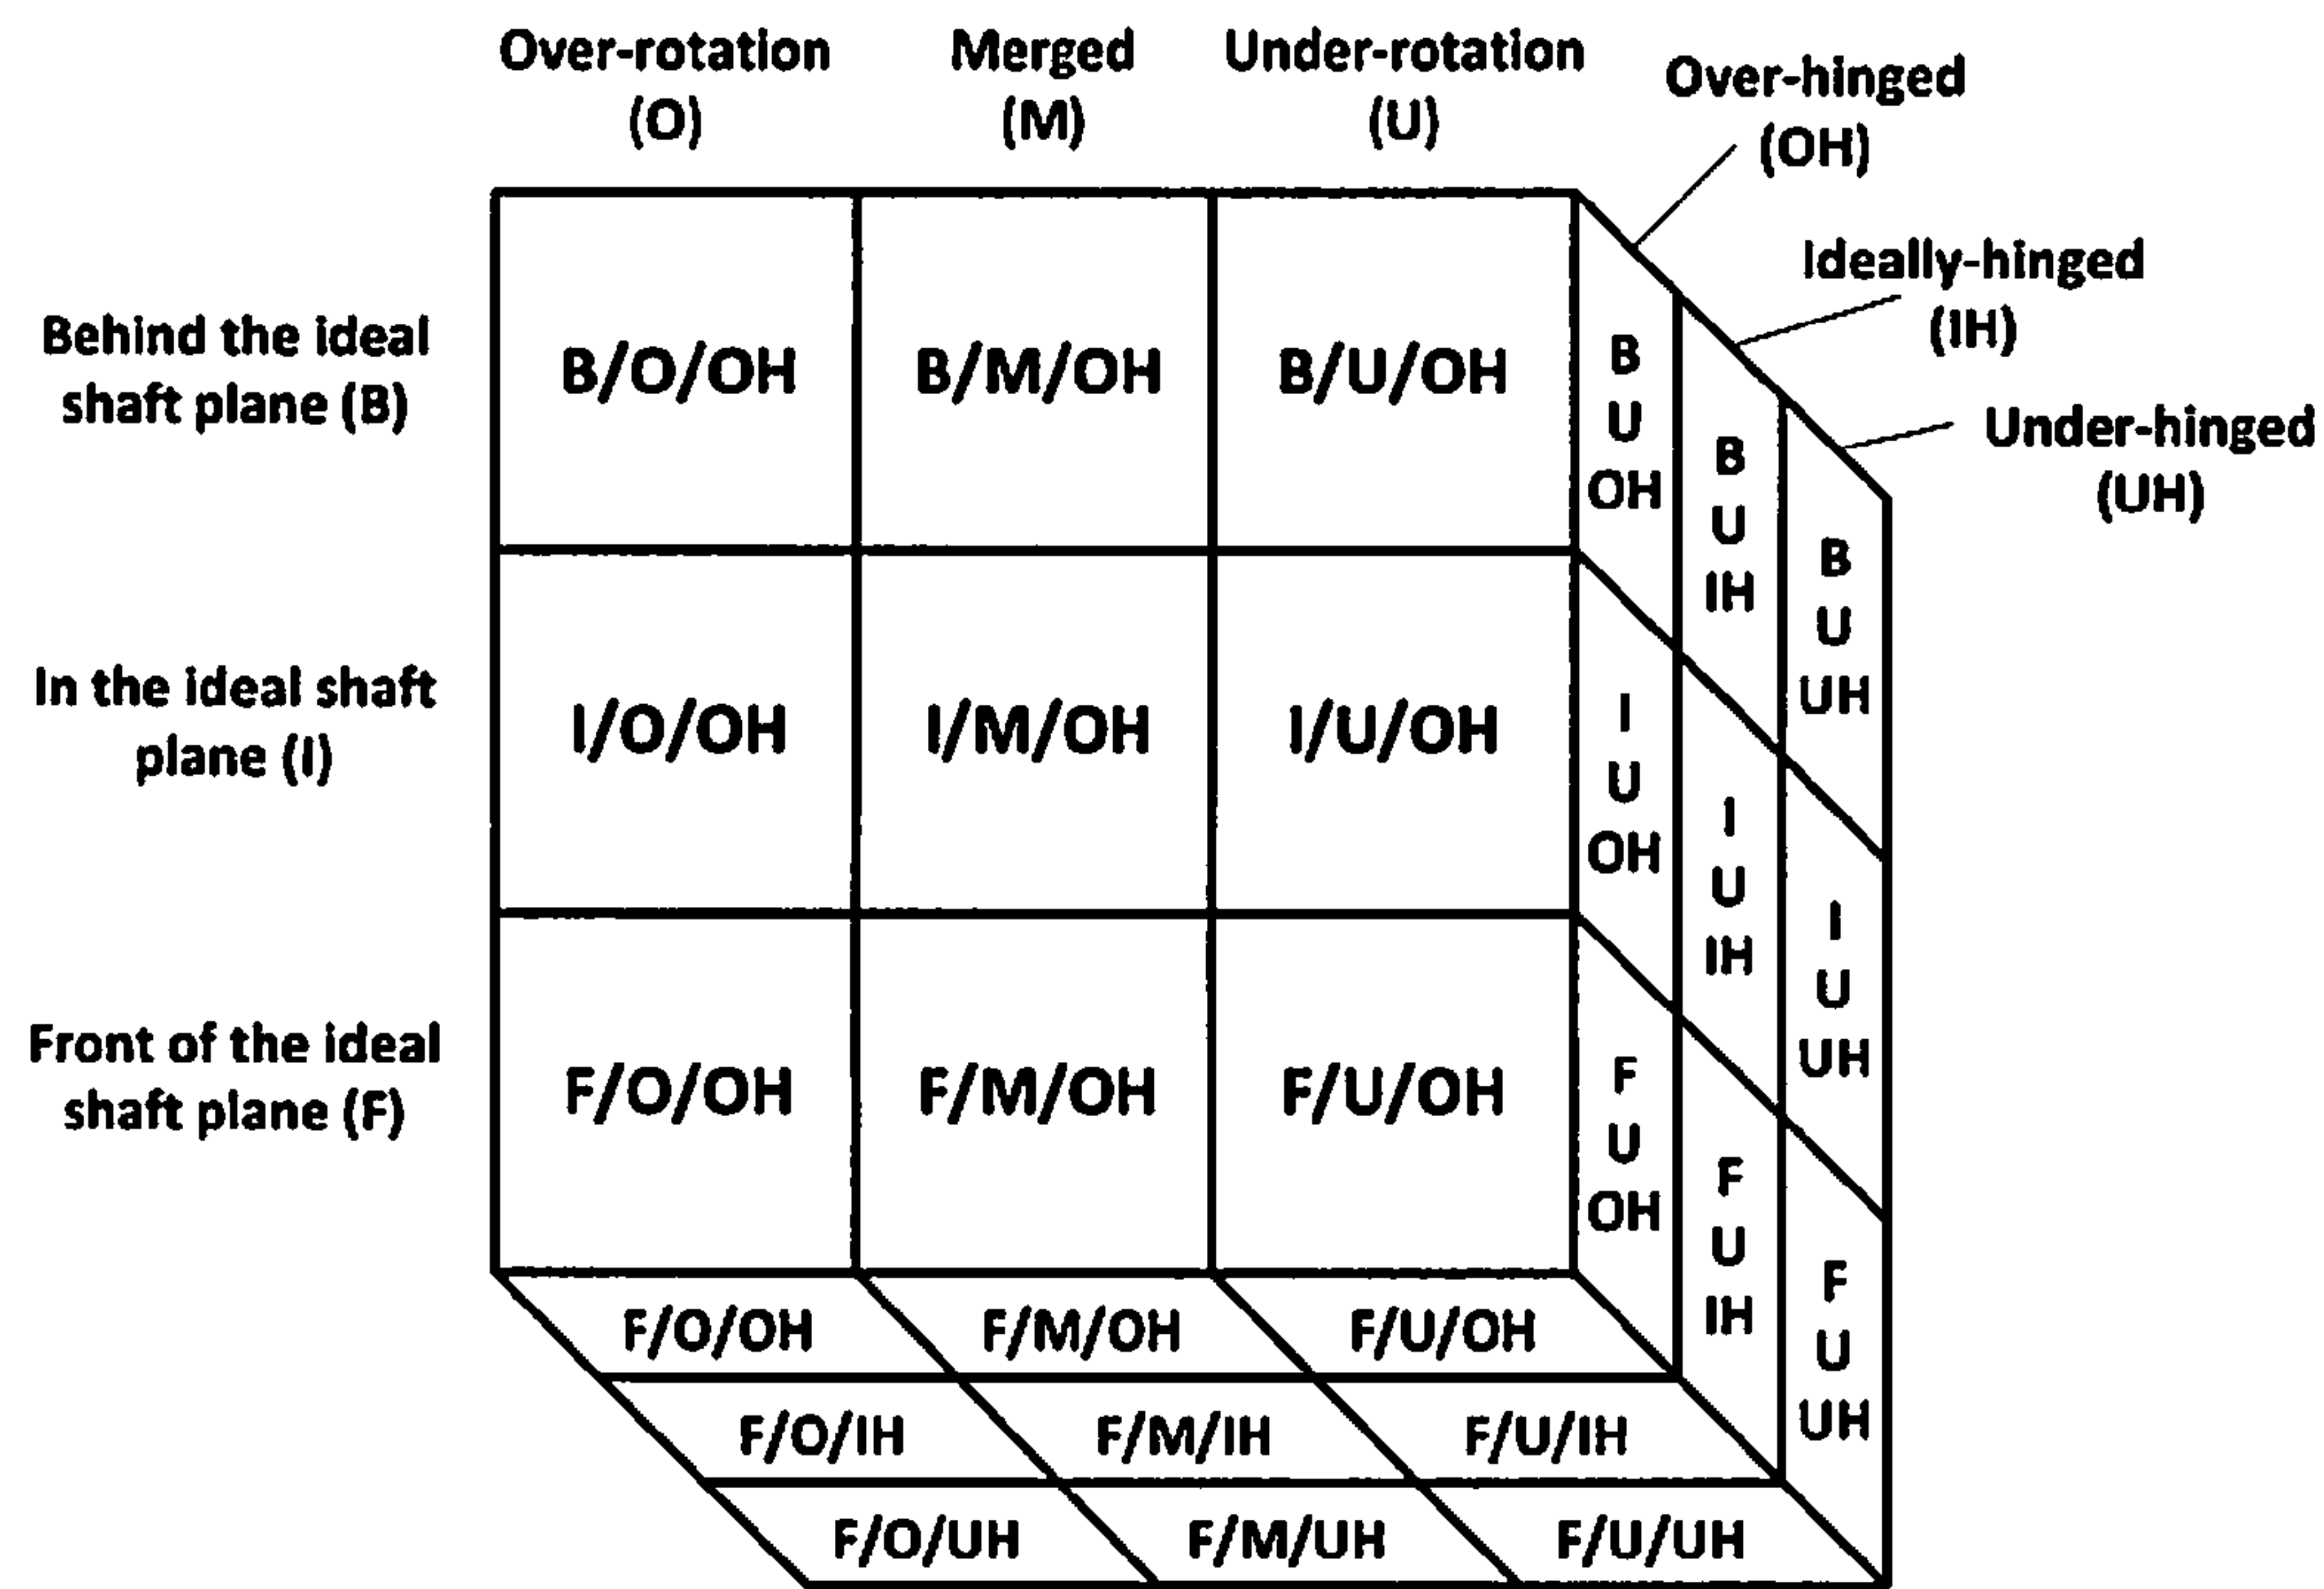 Over-rotation
(O)
Merged
(M)
Under-rotation
(U)
Over-hinged
(OH)
Ideally-hinged
(IH)
Under-hinged
(UH)
Behind the ideal
shaft plane (B)
B/O/OH
B/M/OH
B/U/OH
B
U
OH
B
U
IH
B
U
UH
In the ideal shaft
plane (I)
I/O/OH
I/M/OH
I/U/OH
I
U
OH
I
U
IH
I
U
UH
Front of the ideal
shaft plane (F)
F/O/OH
F/M/OH
F/U/OH
F
U
OH
F
U
IH
F
U
UH
F/O/OH
F/M/OH
F/U/OH
F/O/IH
F/M/IH
F/U/IH
F/O/UH
F/M/UH
F/U/UH